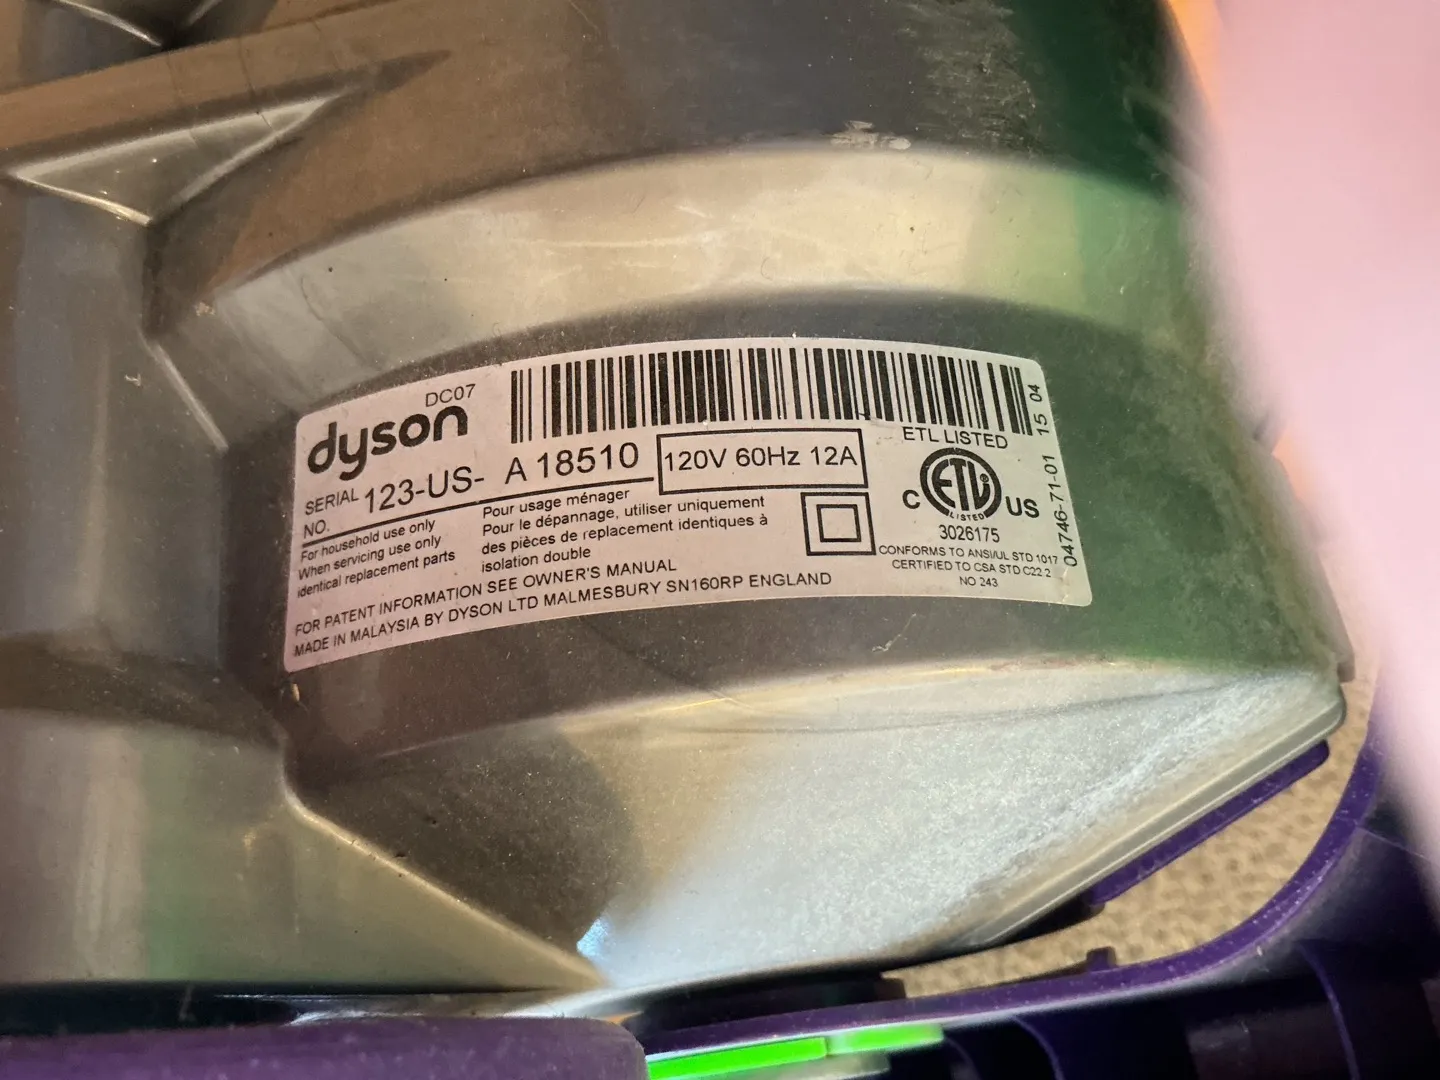 DC07
dyson
SERIAL NO. 123-US- A 18510
120V 60Hz 12A
For household use only
When servicing use only
identical replacement parts
Pour usage ménager
Pour le dépannage, utiliser uniquement
des pièces de replacement identiques à
isolation double
FOR PATENT INFORMATION SEE OWNER'S MANUAL
MADE IN MALAYSIA BY DYSON LTD MALMESBURY SN160RP ENGLAND
ETL LISTED
C ETL ® US
LISTED
3026175
CONFORMS TO ANSI/UL STD 1017
CERTIFIED TO CSA STD C22.2
NO 243
04746-71-01 15 04